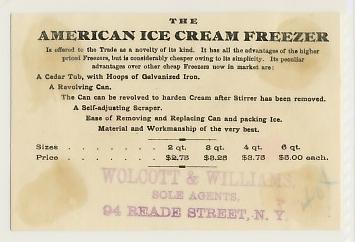 THE
AMERICAN ICE CREAM FREEZER
Is offered to the Trade as a novelty of its kind. It has all the advantages of the higher
priced Freezers, but is considerably cheaper owing to its simplicity. Its peculiar
advantages over other cheap Freezers now in market are:
A Cedar Tub, with Hoops of Galvanized Iron.
A Revolving Can.
The Can can be revolved to harden Cream after Stirrer has been removed.
A Self-adjusting Scraper.
Ease of Removing and Replacing Can and packing Ice.
Material and Workmanship of the very best.
Sizes . . . . . . . 2 qt. 3 qt. 4 qt. 6 qt.
Price . . . . . . . $2.75 $3.25 $3.75 $5.00 each.
WOLCOTT & WILLIAMS,
SOLE AGENTS,
94 READE STREET, N. Y.